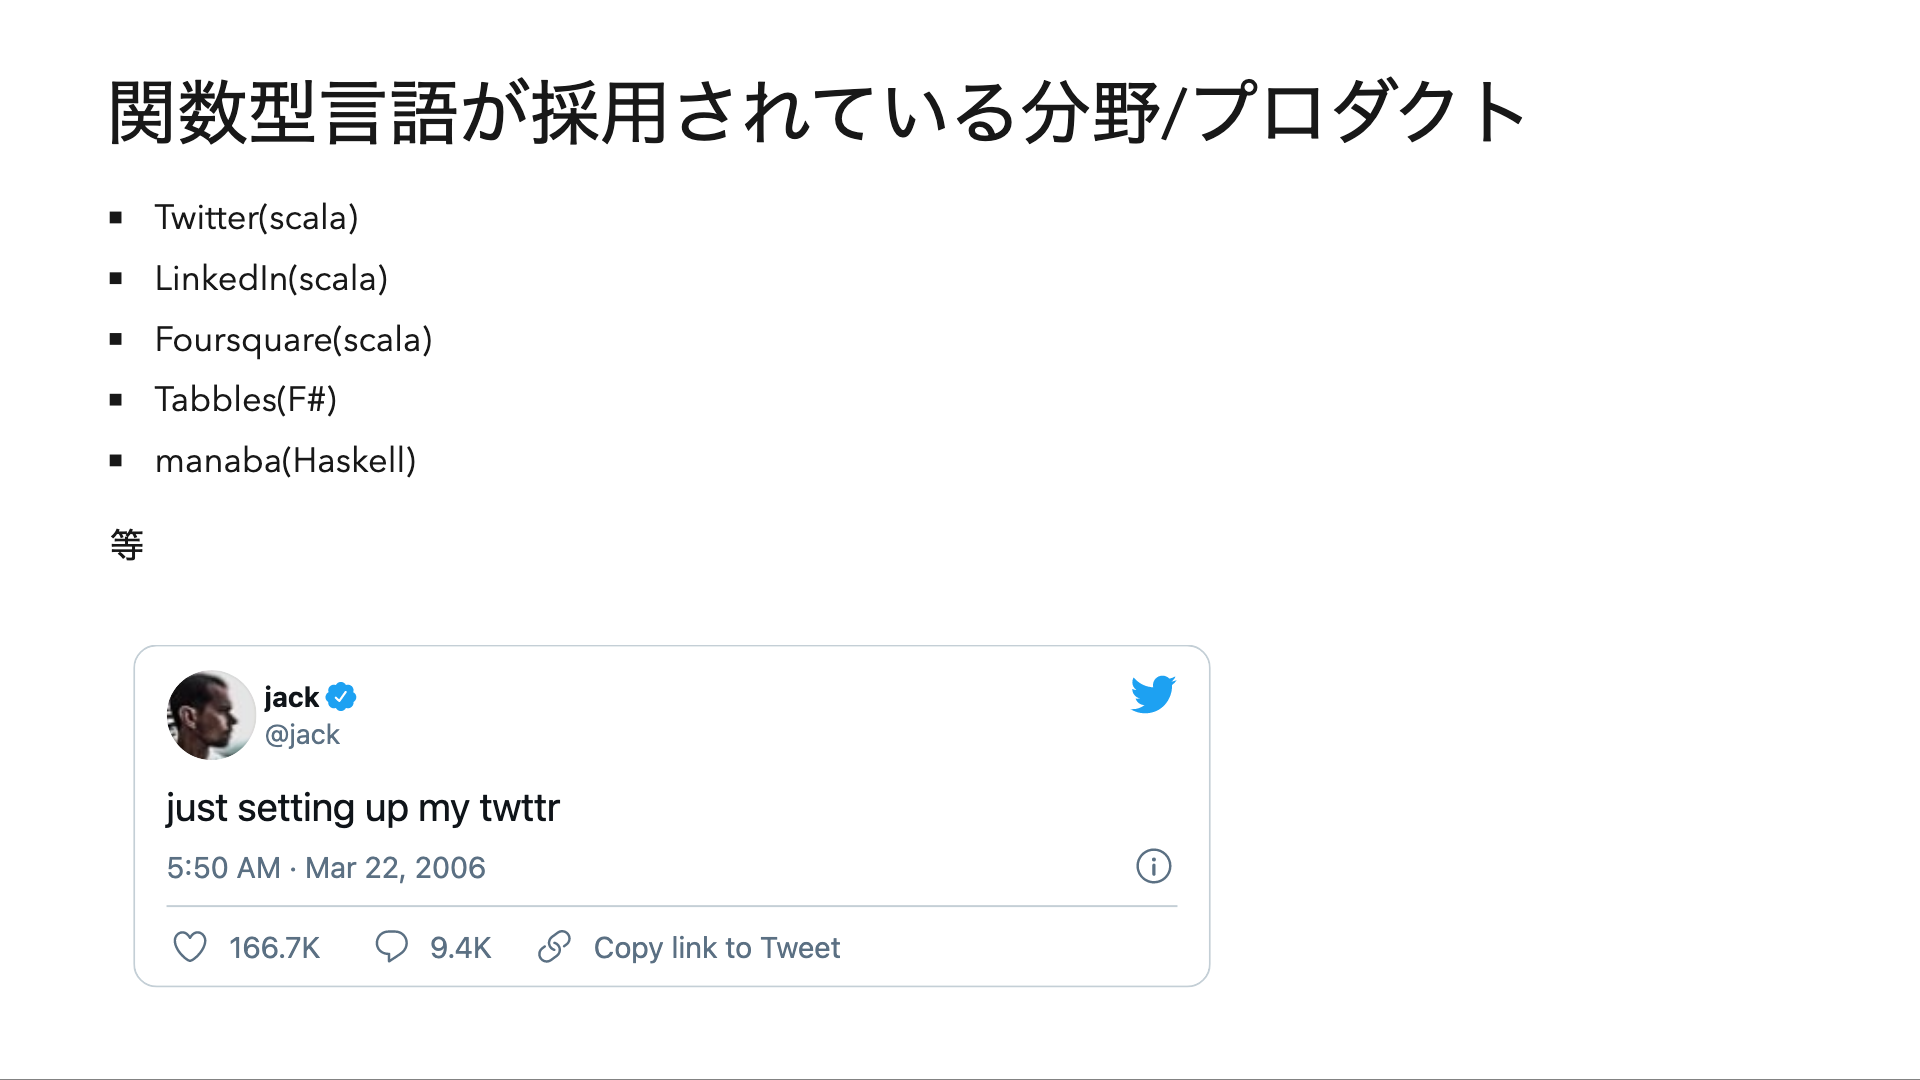 関数型言語が採用されている分野/プロダクト
▪ Twitter(scala)
▪ LinkedIn(scala)
▪ Foursquare(scala)
▪ Tabbles(F#)
▪ manaba(Haskell)
等
jack
@jack
just setting up my twttr
5:50 AM · Mar 22, 2006
166.7K 9.4K Copy link to Tweet